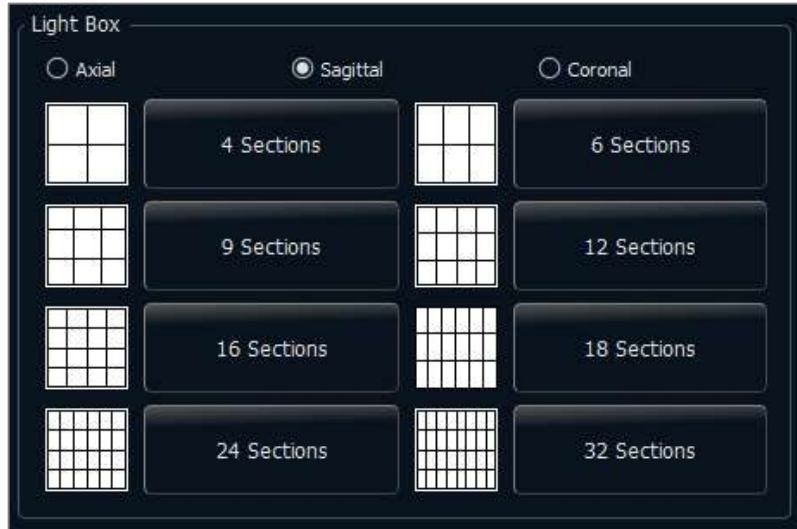 Light Box
Axial Sagittal Coronal
4 Sections 6 Sections
9 Sections 12 Sections
16 Sections 18 Sections
24 Sections 32 Sections